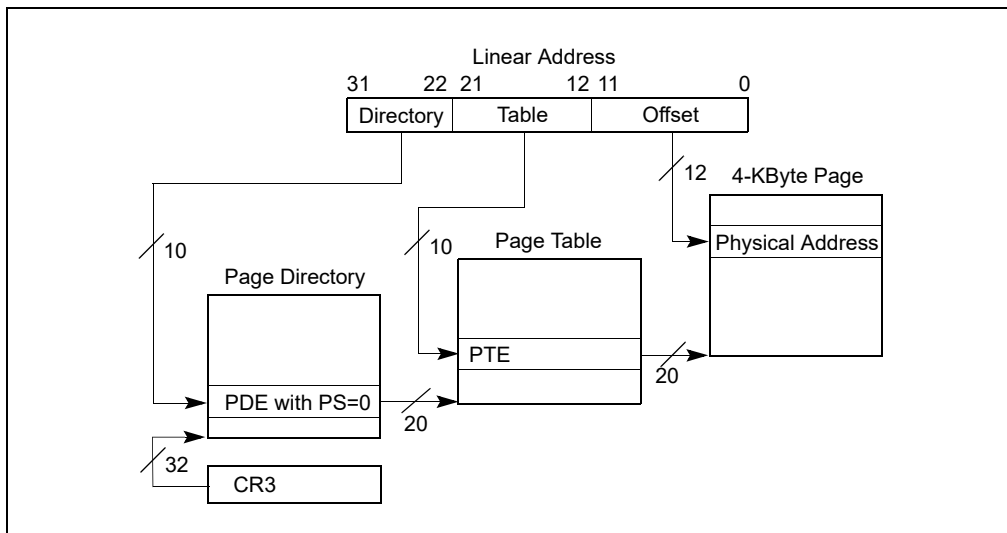 Linear Address
31 22 21 12 11 0
Directory Table Offset
12
4-KByte Page
Physical Address
10
10
Page Table
Page Directory
PTE
20
PDE with PS=0
20
32
CR3